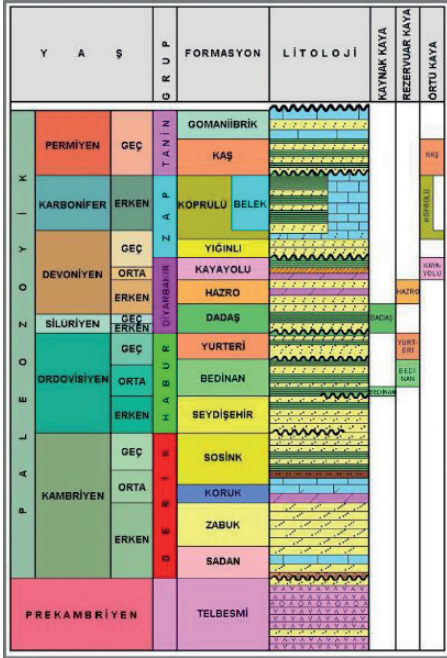 Y A Ş
G R U P
FORMASYON
LİTOLOJİ
KAYNAK KAYA
REZERVUAR KAYA
ÖRTÜ KAYA
PALEOZOYİK
PERMİYEN
GEÇ
TANİN
GOMANİİBRİK
KAŞ
KAŞ
KARBONİFER
ERKEN
ZAP
KÖPRÜLÜ
BELEK
KÖPRÜLÜ
DEVONİYEN
GEÇ
YIĞINLI
ORTA
DİYARBAKIR
KAYAYOLU
KAYA-
YOLU
ERKEN
HAZRO
HAZRO
SİLÜRİYEN
GEÇ
ERKEN
DADAŞ
DADAŞ
ORDOVİSİYEN
GEÇ
HABUR
YURTERİ
YURT-
ERİ
ORTA
BEDİNAN
BEDİ
NAN
BEDİNAN
ERKEN
SEYDİŞEHİR
KAMBRİYEN
GEÇ
DERİK
SOSİNK
ORTA
KORUK
ERKEN
ZABUK
SADAN
PREKAMBRİYEN
TELBESMİ